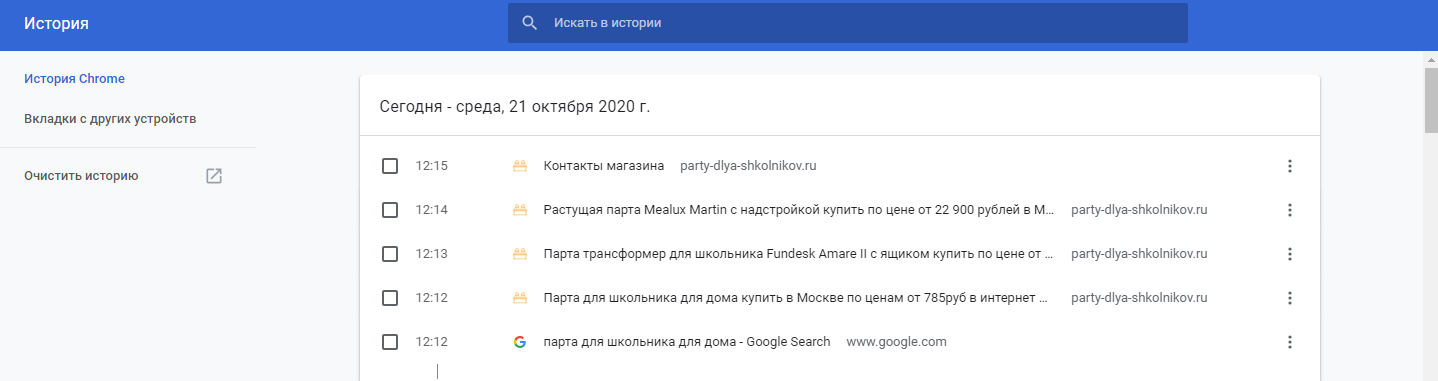 История
Искать в истории
История Chrome
Вкладки с других устройств
Очистить историю
Сегодня - среда, 21 октября 2020 г.
12:15 Контакты магазина party-dlya-shkolnikov.ru
12:14 Растущая парта Mealux Martin с надстройкой купить по цене от 22 900 рублей в М... party-dlya-shkolnikov.ru
12:13 Парта трансформер для школьника Fundesk Amare II с ящиком купить по цене от ... party-dlya-shkolnikov.ru
12:12 Парта для школьника для дома купить в Москве по ценам от 785руб в интернет ... party-dlya-shkolnikov.ru
12:12 парта для школьника для дома - Google Search www.google.com